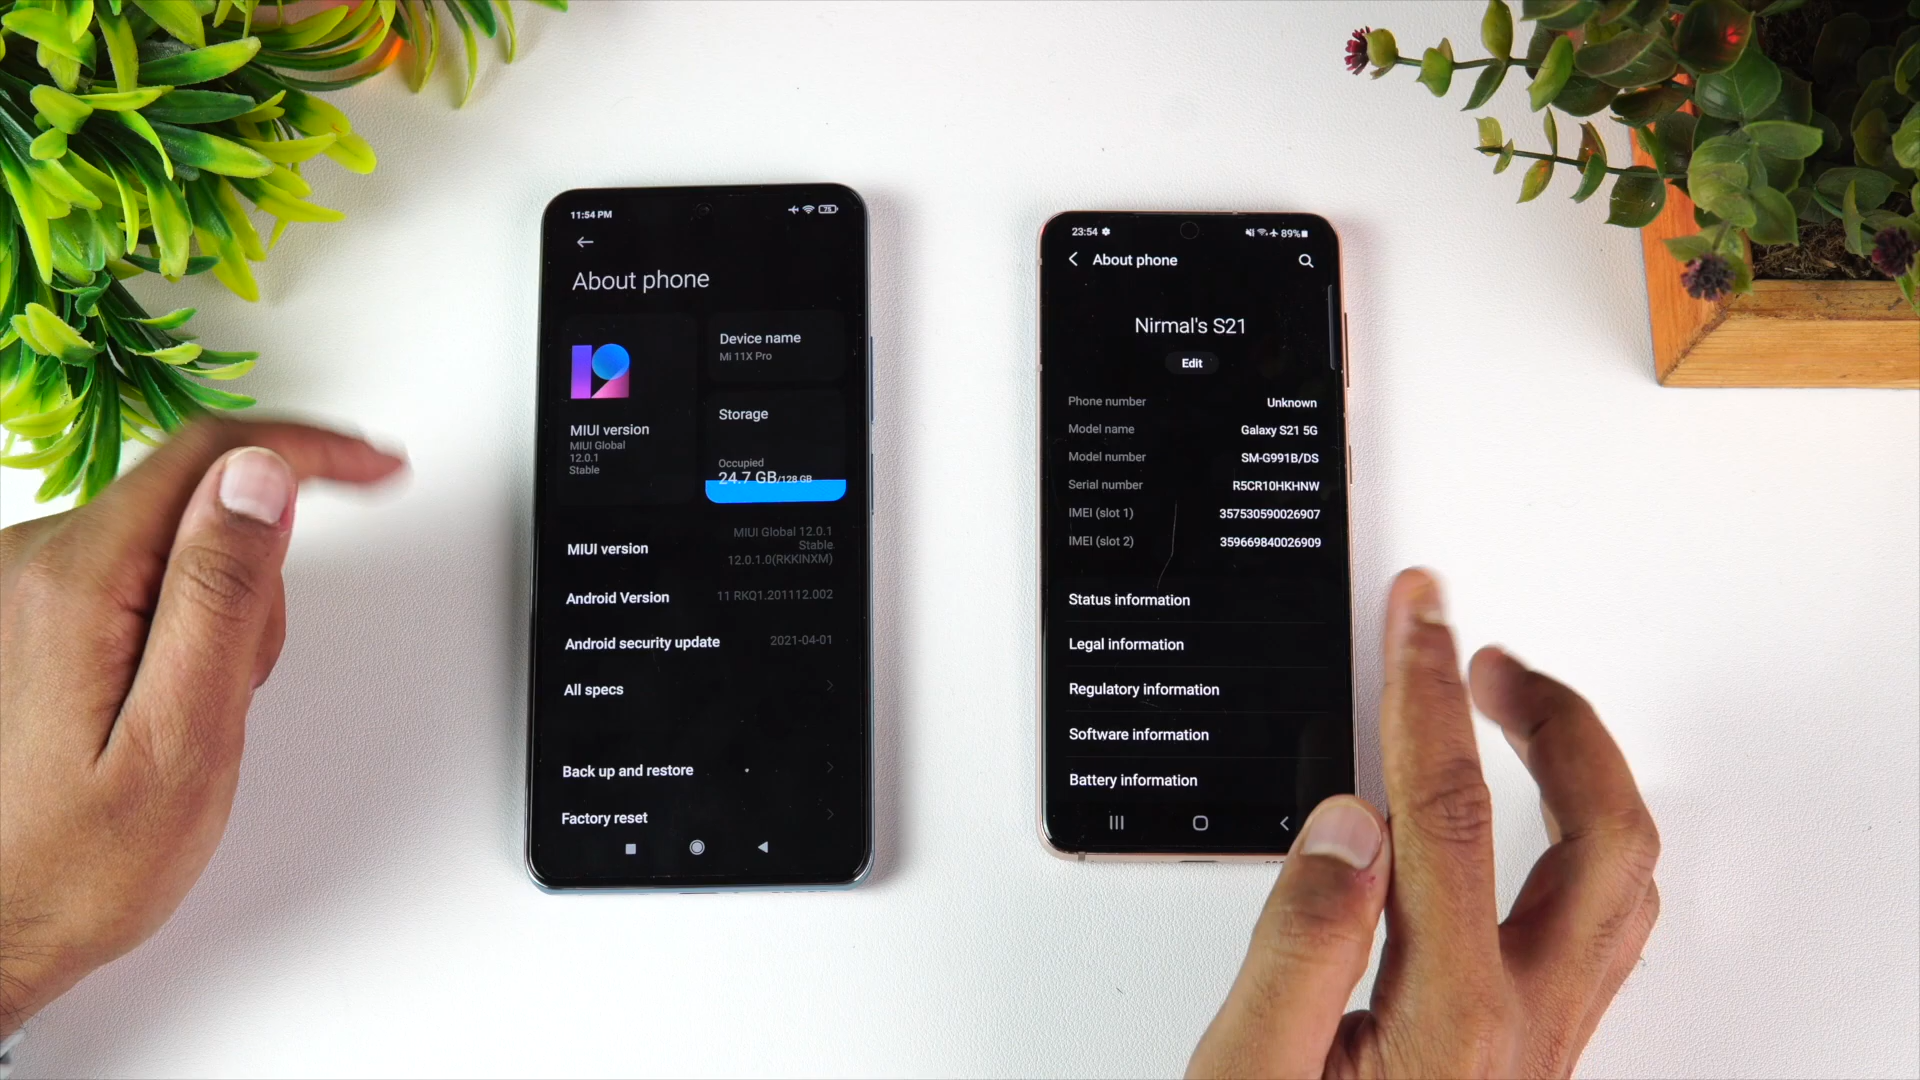 11:54 PM
75
About phone
MIUI version
MIUI Global
12.0.1
Stable
Device name
Mi 11X Pro
Storage
Occupied
24.7 GB/128 GB
MIUI version
MIUI Global 12.0.1
Stable
12.0.1.0(RKKINXM)
Android Version
11 RKQ1.201112.002
Android security update
2021-04-01
All specs
Back up and restore
Factory reset
23:54
89%
About phone
Nirmal's S21
Edit
Phone number Unknown
Model name Galaxy S21 5G
Model number SM-G991B/DS
Serial number R5CR10HKHNW
IMEI (slot 1) 357530590026907
IMEI (slot 2) 359669840026909
Status information
Legal information
Regulatory information
Software information
Battery information